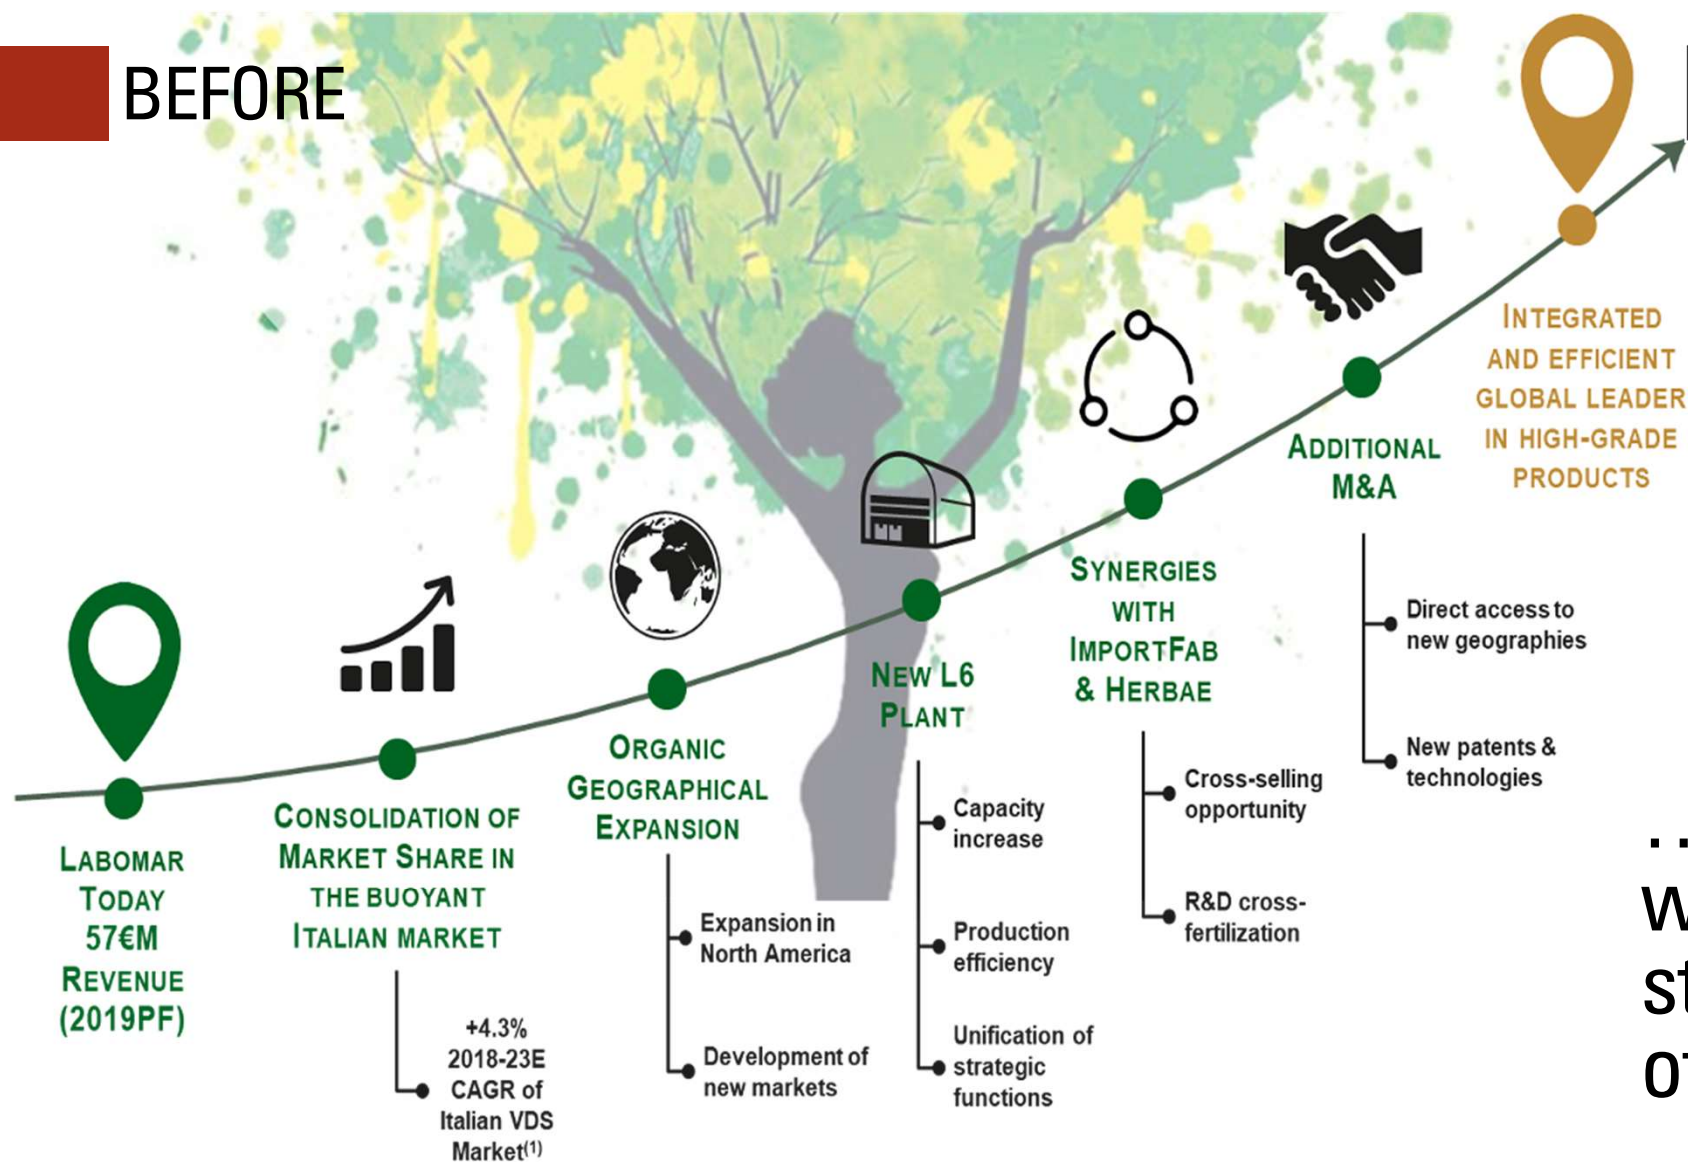 BEFORE
LABOMAR
TODAY
57€M
REVENUE
(2019PF)
CONSOLIDATION OF
MARKET SHARE IN
THE BUOYANT
ITALIAN MARKET
+4.3%
2018-23E
CAGR of
Italian VDS
Market(1)
ORGANIC
GEOGRAPHICAL
EXPANSION
Expansion in
North America
Development of
new markets
NEW L6
PLANT
Capacity
increase
Production
efficiency
Unification of
strategic
functions
SYNERGIES
WITH
IMPORTFAB
& HERBAE
Cross-selling
opportunity
R&D cross-
fertilization
ADDITIONAL
M&A
Direct access to
new geographies
New patents &
technologies
INTEGRATED
AND EFFICIENT
GLOBAL LEADER
IN HIGH-GRADE
PRODUCTS